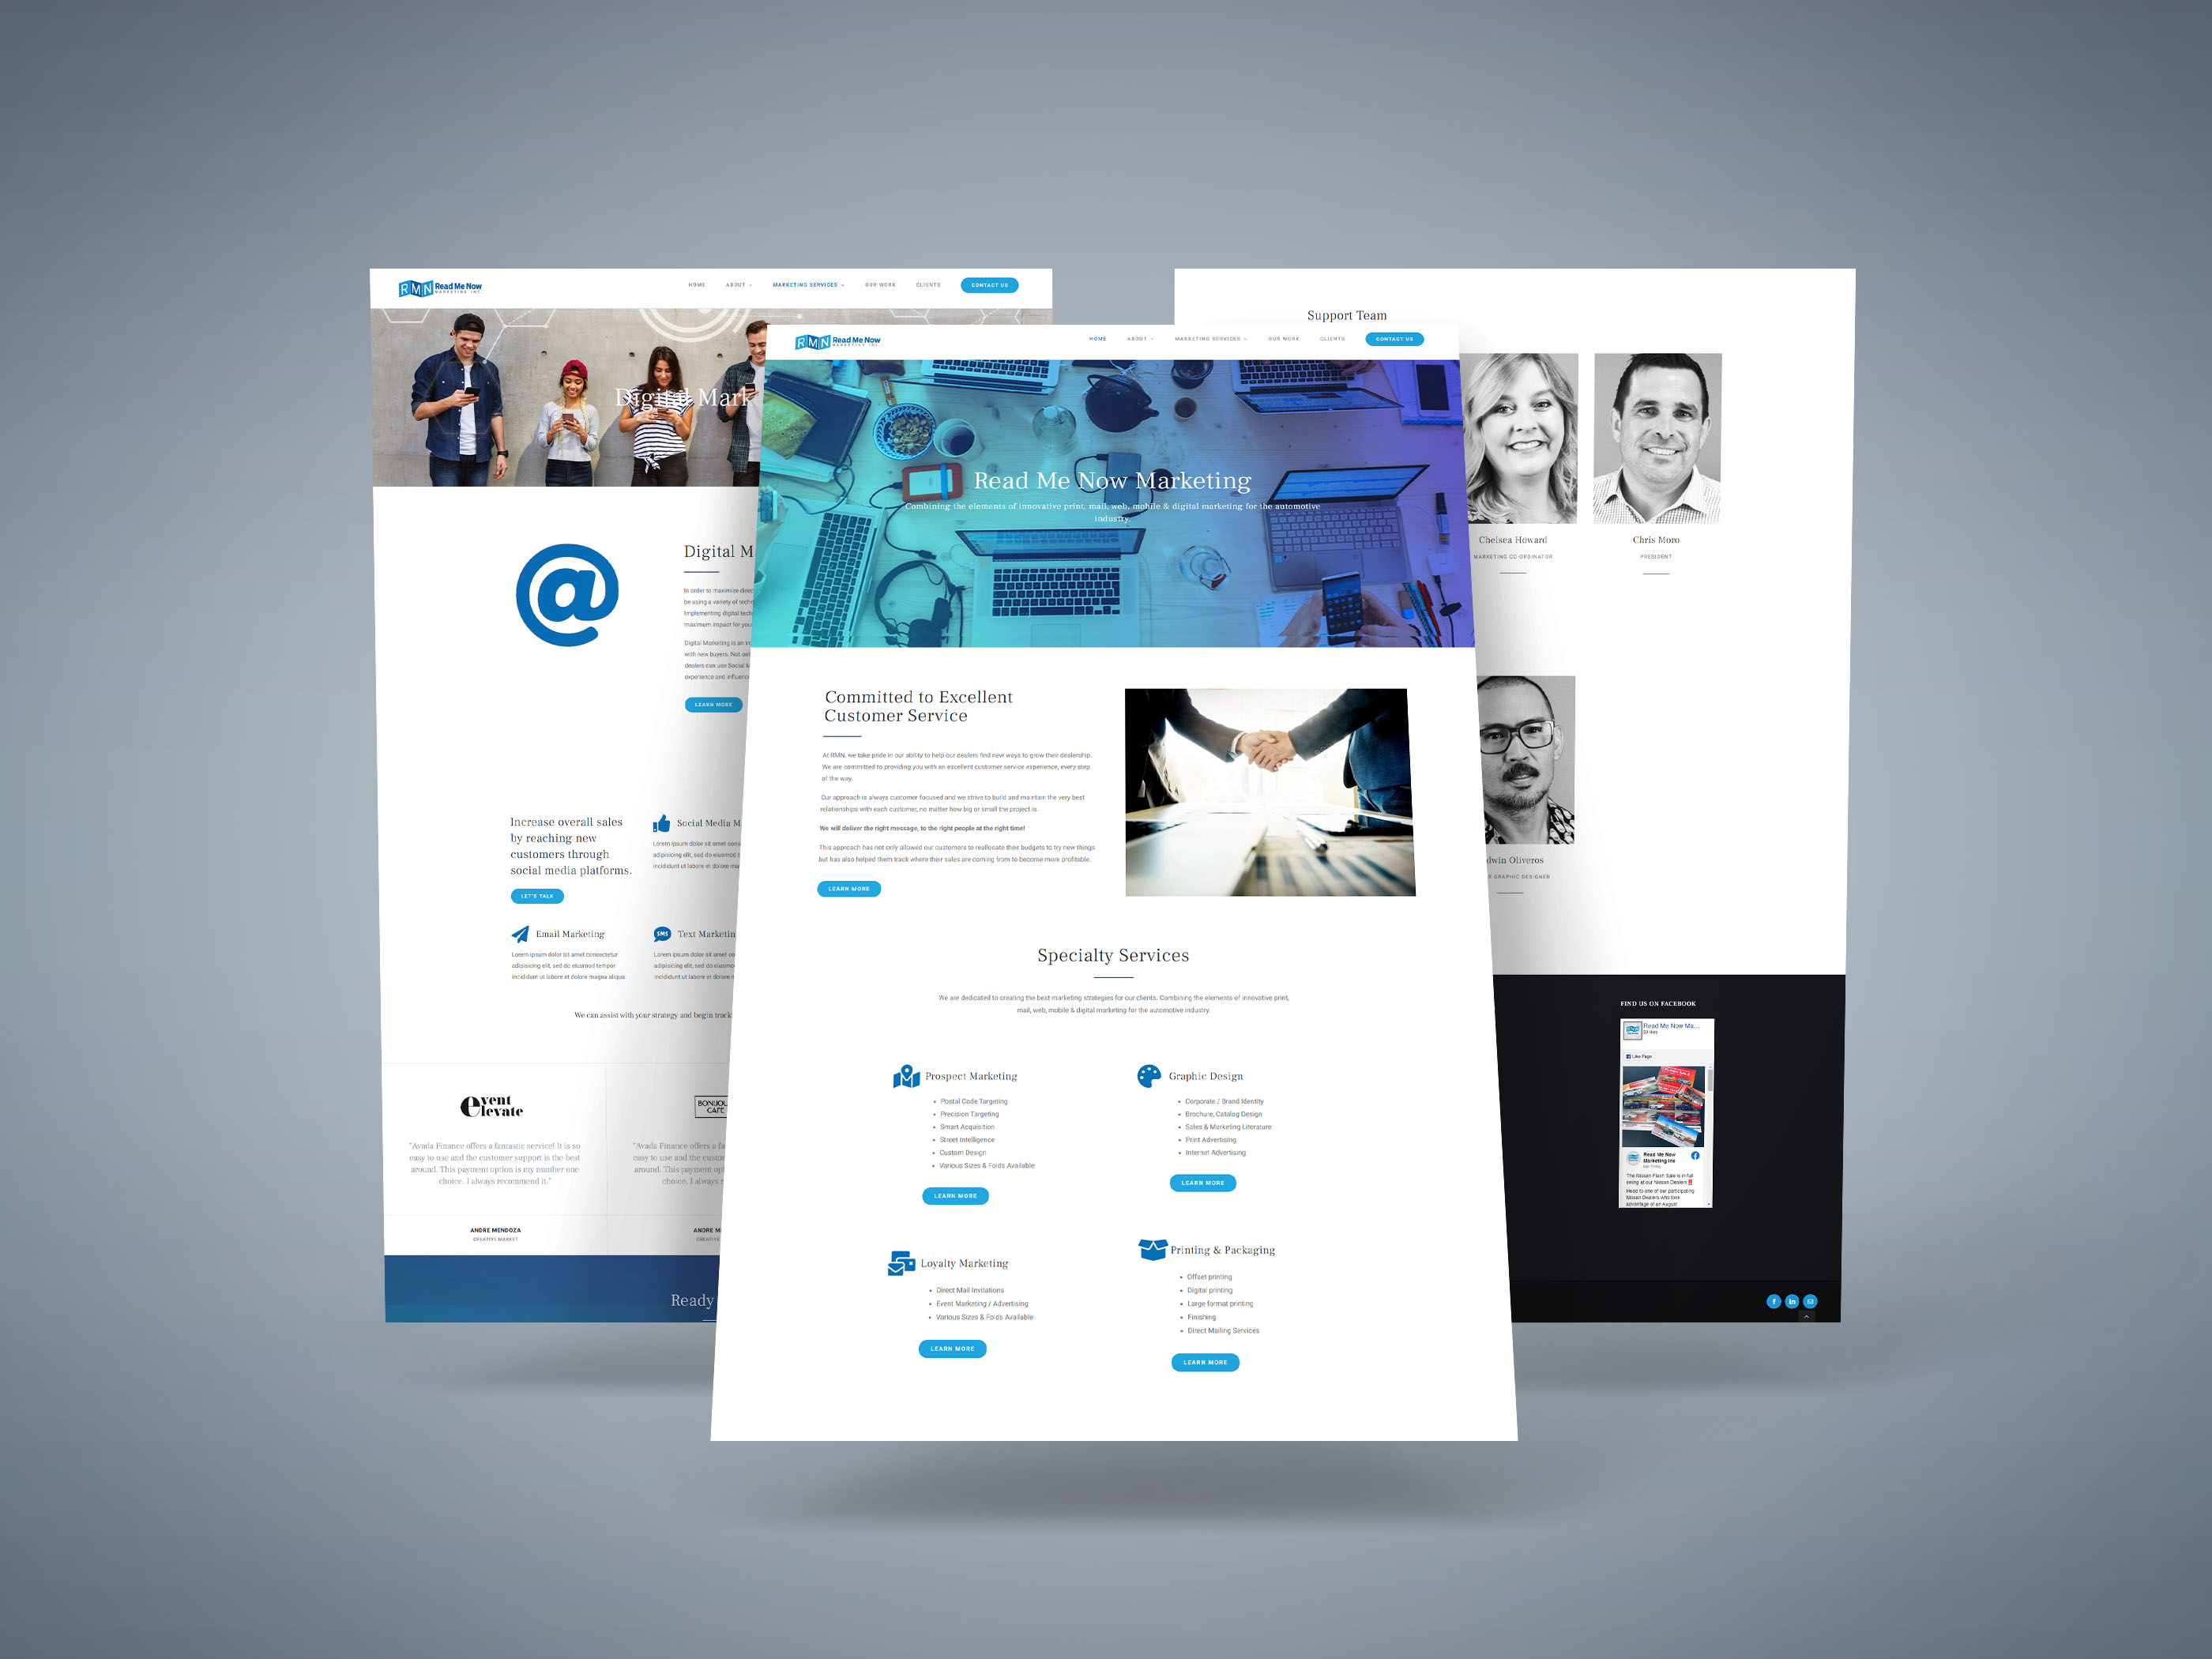 RMN Read Me Now
MARKETING INC.
HOME
ABOUT
MARKETING SERVICES
OUR WORK
CLIENTS
CONTACT US
Digital Mark
Digital M
In order to maximize direc
be using a variety of techn
Implementing digital tech
maximum impact for you
Digital Marketing is an in
with new buyers. Not onl
dealers can use Social M
experience and influence
LEARN MORE
Increase overall sales
by reaching new
customers through
social media platforms.
LET'S TALK
Social Media M
Lorem ipsum dolor sit amet cons
adipisicing elit, sed do eiusmod t
incididunt ut labore et dolore ma
Email Marketing
Lorem ipsum dolor sit amet consectetur
adipisicing elit, sed do eiusmod tempor
incididunt ut labore et dolore magna aliqua.
SMS
Text Marketin
Lorem ipsum dolor sit amet co
adipisicing elit, sed do eiusmo
incididunt ut labore et dolore m
We can assist with your strategy and begin track
event
elevate
"Avada Finance offers a fantastic service! It is so
easy to use and the customer support is the best
around. This payment option is my number one
choice. I always recommend it."
ANDRE MENDOZA
CREATIVE MARKET
BONJOU
CAFE
"Avada Finance offers a fa
easy to use and the custor
around. This payment opt
choice. I always r
ANDRE M
CREATIVE
Ready
RMN Read Me Now
MARKETING INC.
HOME
ABOUT
MARKETING SERVICES
OUR WORK
CLIENTS
CONTACT US
Read Me Now Marketing
Combining the elements of innovative print, mail, web, mobile & digital marketing for the automotive
industry.
Committed to Excellent
Customer Service
At RMN, we take pride in our ability to help our dealers find new ways to grow their dealership.
We are committed to providing you with an excellent customer service experience, every step
of the way.
Our approach is always customer focused and we strive to build and maintain the very best
relationships with each customer, no matter how big or small the project is.
We will deliver the right message, to the right people at the right time!
This approach has not only allowed our customers to reallocate their budgets to try new things
but has also helped them track where their sales are coming from to become more profitable.
LEARN MORE
Specialty Services
We are dedicated to creating the best marketing strategies for our clients. Combining the elements of innovative print,
mail, web, mobile & digital marketing for the automotive industry.
Prospect Marketing
• Postal Code Targeting
• Precision Targeting
• Smart Acquisition
• Street Intelligence
• Custom Design
• Various Sizes & Folds Available
LEARN MORE
Graphic Design
• Corporate / Brand Identity
• Brochure, Catalog Design
• Sales & Marketing Literature
• Print Advertising
• Internet Advertising
LEARN MORE
Loyalty Marketing
• Direct Mail Invitations
• Event Marketing / Advertising
• Various Sizes & Folds Available
LEARN MORE
Printing & Packaging
• Offset printing
• Digital printing
• Large format printing
• Finishing
• Direct Mailing Services
LEARN MORE
Support Team
Chelsea Howard
MARKETING CO-ORDINATOR
Chris Moro
PRESIDENT
dwin Oliveros
R GRAPHIC DESIGNER
FIND US ON FACEBOOK
Read Me Now Ma...
Like Page
Read Me Now
Marketing Inc
last Friday
The Nissan Flash Sale is in full
swing at our Nissan Dealers‼
Head to one of our participating
Nissan Dealers who took
advantage of an August